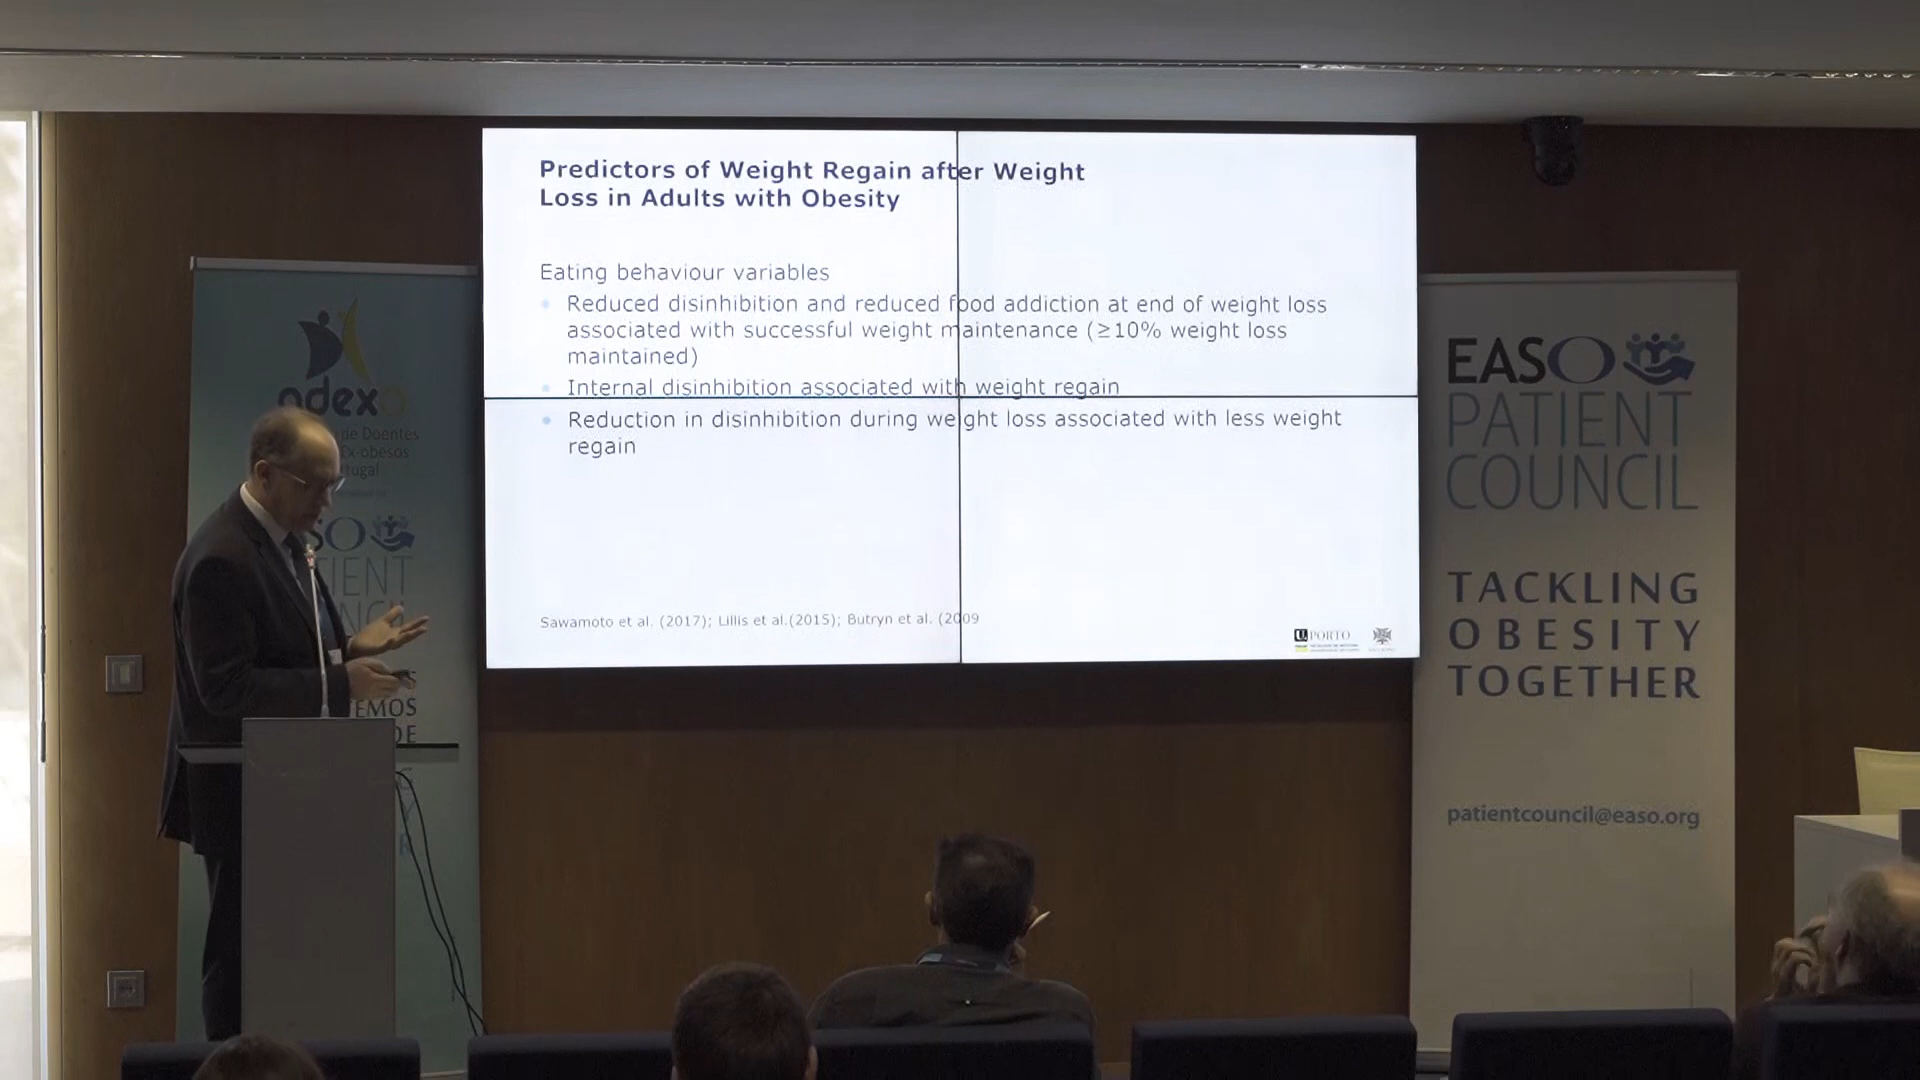 Predictors of Weight Regain after Weight
Loss in Adults with Obesity
Eating behaviour variables
Reduced disinhibition and reduced food addiction at end of weight loss
associated with successful weight maintenance (≥10% weight loss
maintained)
Internal disinhibition associated with weight regain
Reduction in disinhibition during weight loss associated with less weight
regain
Sawamoto et al. (2017); Lillis et al.(2015); Butryn et al. (2009
U. PORTO
adexo
de Doentes
Ex-obesos
tugal
SO
IENT
NCIL
EMOS
DE
R
EASO
PATIENT
COUNCIL
TACKLING
OBESITY
TOGETHER
patientcouncil@easo.org